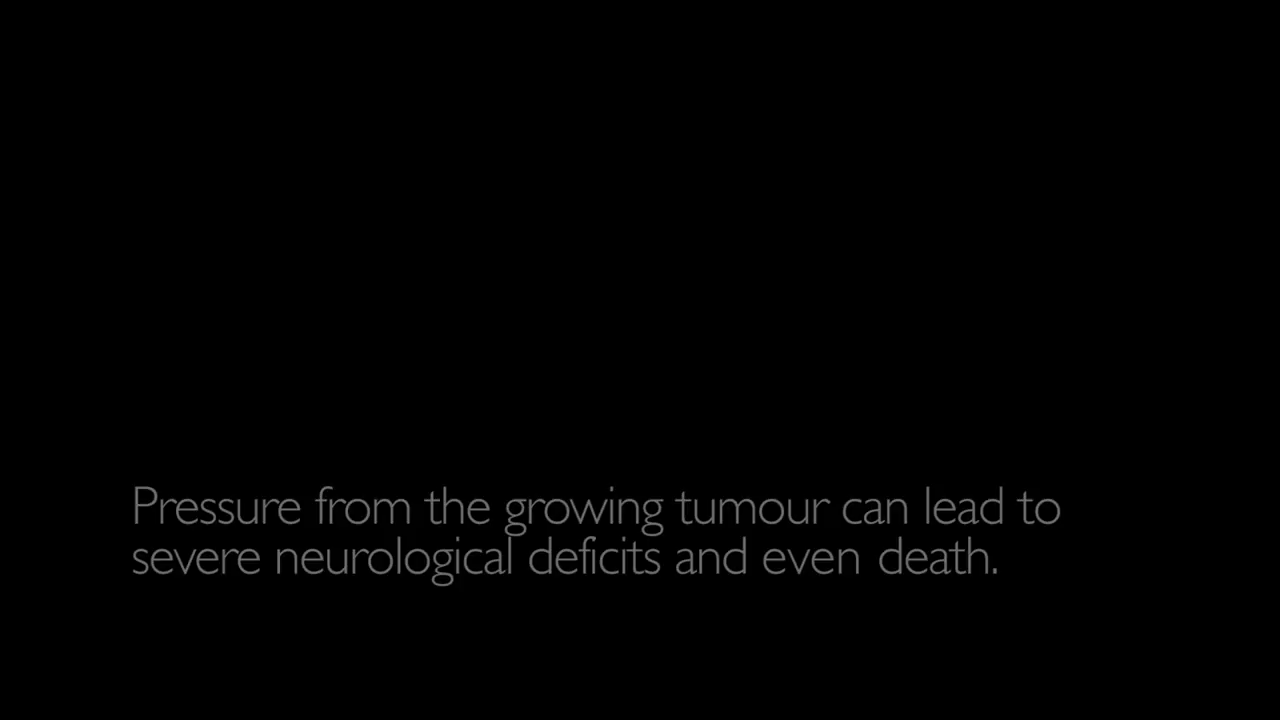 Pressure from the growing tumour can lead to
severe neurological deficits and even death.